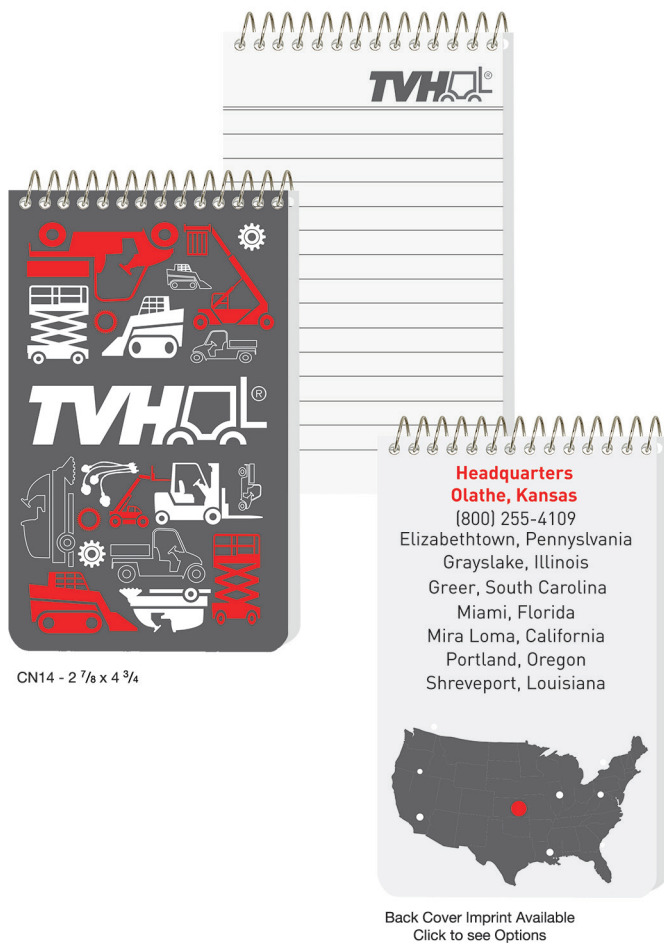 TVH®
TVH®
CN14 - 2 7/8 x 4 3/4
Headquarters
Olathe, Kansas
(800) 255-4109
Elizabethtown, Pennyslvania
Grayslake, Illinois
Greer, South Carolina
Miami, Florida
Mira Loma, California
Portland, Oregon
Shreveport, Louisiana
Back Cover Imprint Available
Click to see Options